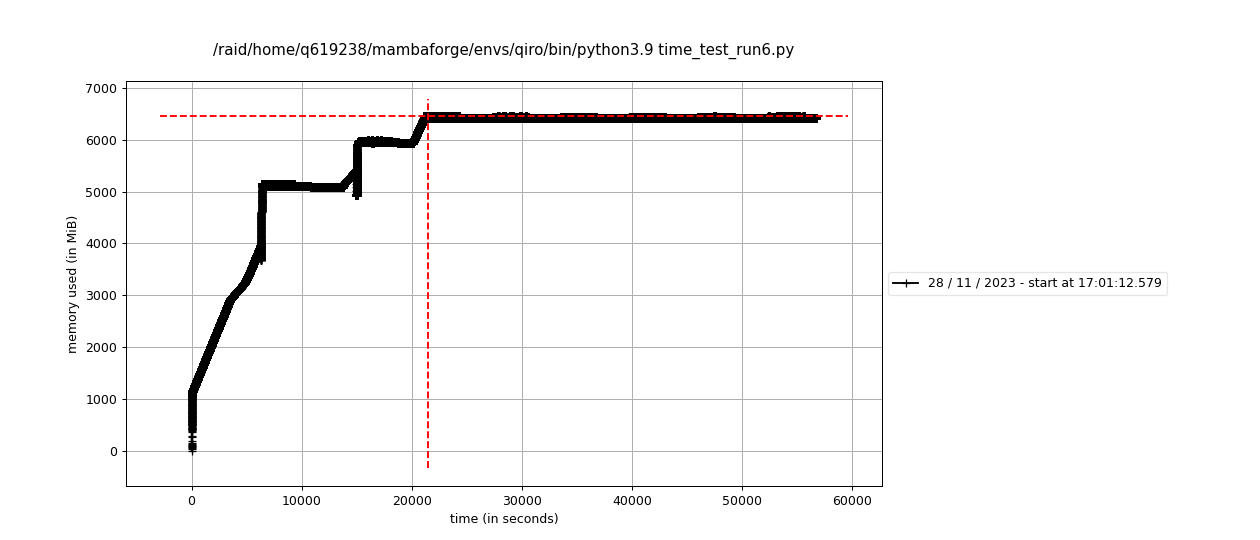 /raid/home/q619238/mambaforge/envs/qiro/bin/python3.9 time_test_run6.py
7000
6000
5000
4000
3000
2000
1000
0
memory used (in MiB)
28 / 11 / 2023 - start at 17:01:12.579
0 10000 20000 30000 40000 50000 60000
time (in seconds)